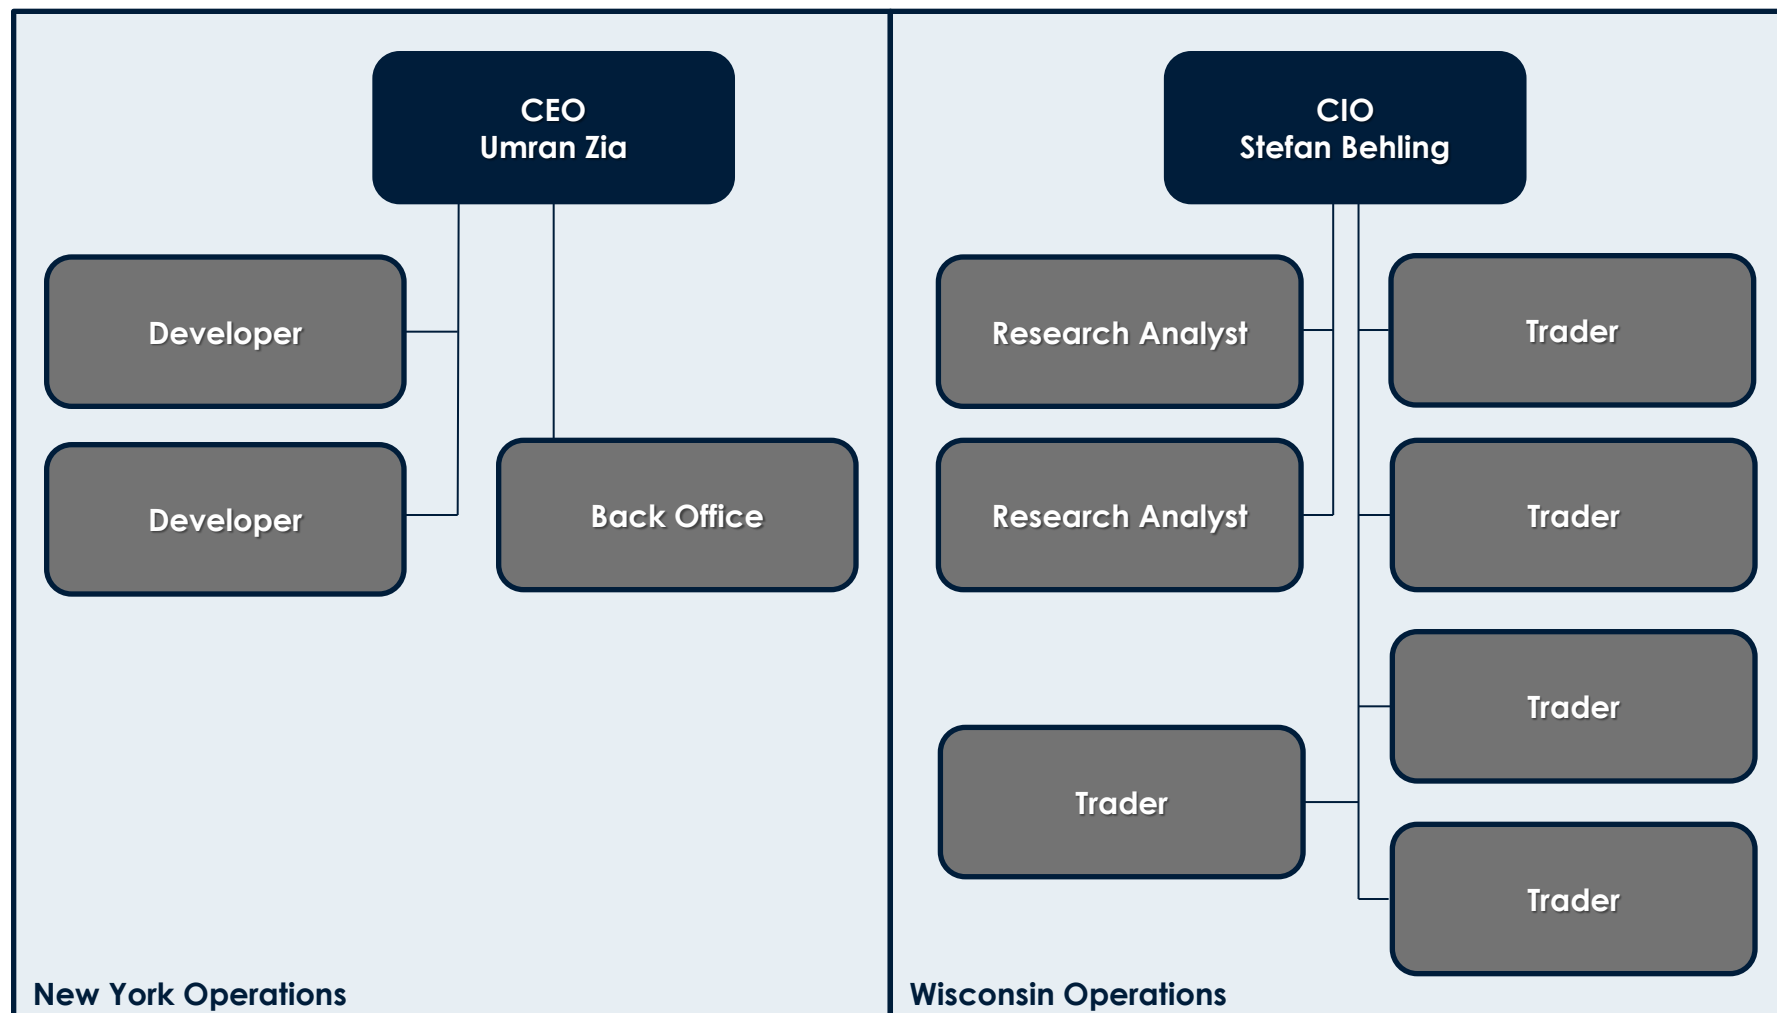 CEO
Umran Zia
Developer
Developer
Back Office
New York Operations
CIO
Stefan Behling
Research Analyst
Trader
Research Analyst
Trader
Trader
Trader
Trader
Wisconsin Operations